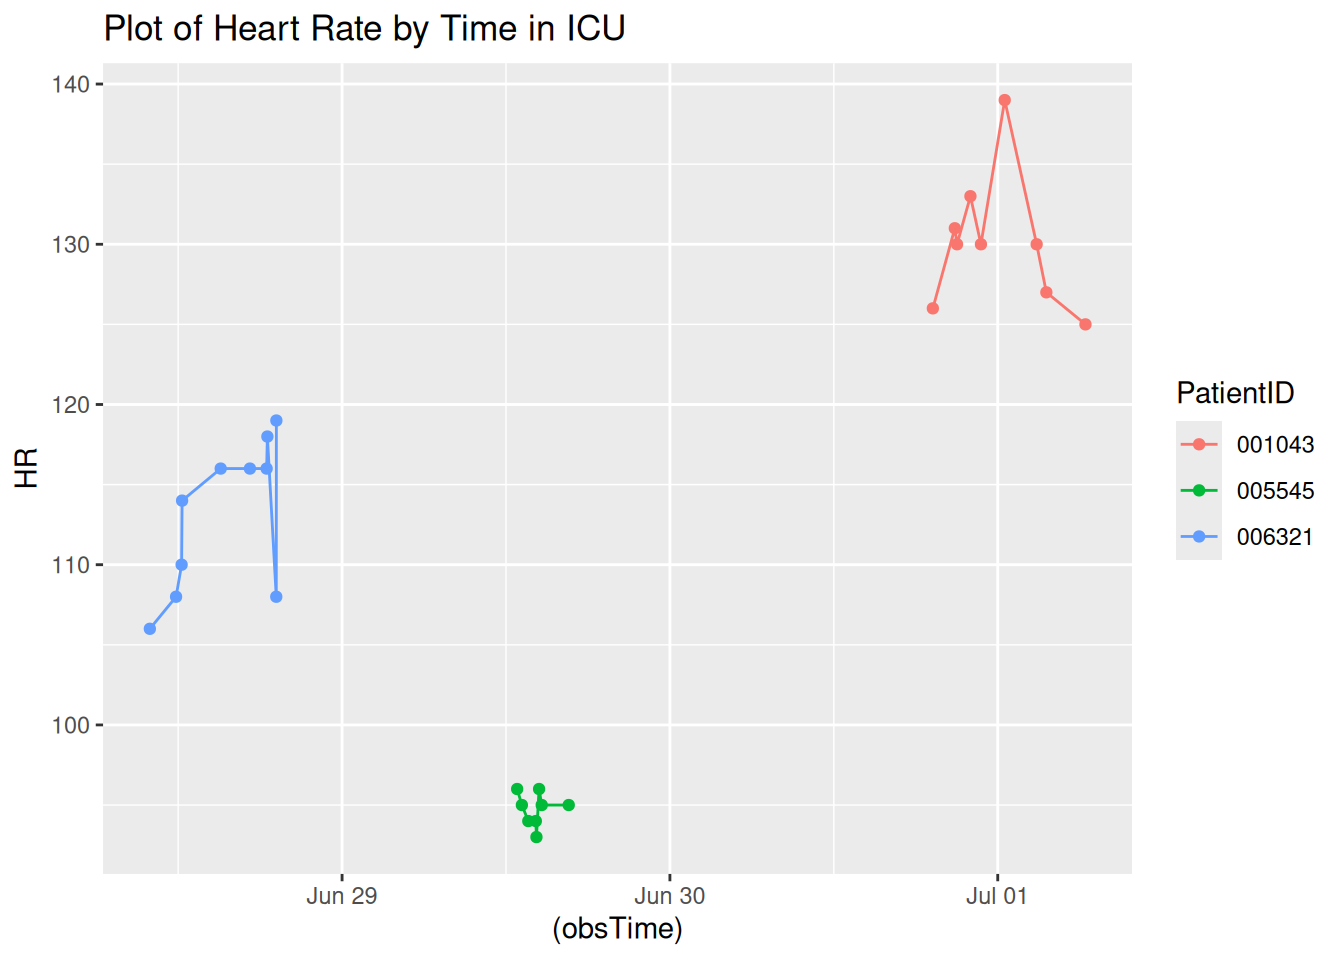 Plot of Heart Rate by Time in ICU
140
130
120
110
100
HR
Jun 29
Jun 30
Jul 01
(obsTime)
PatientID
001043
005545
006321